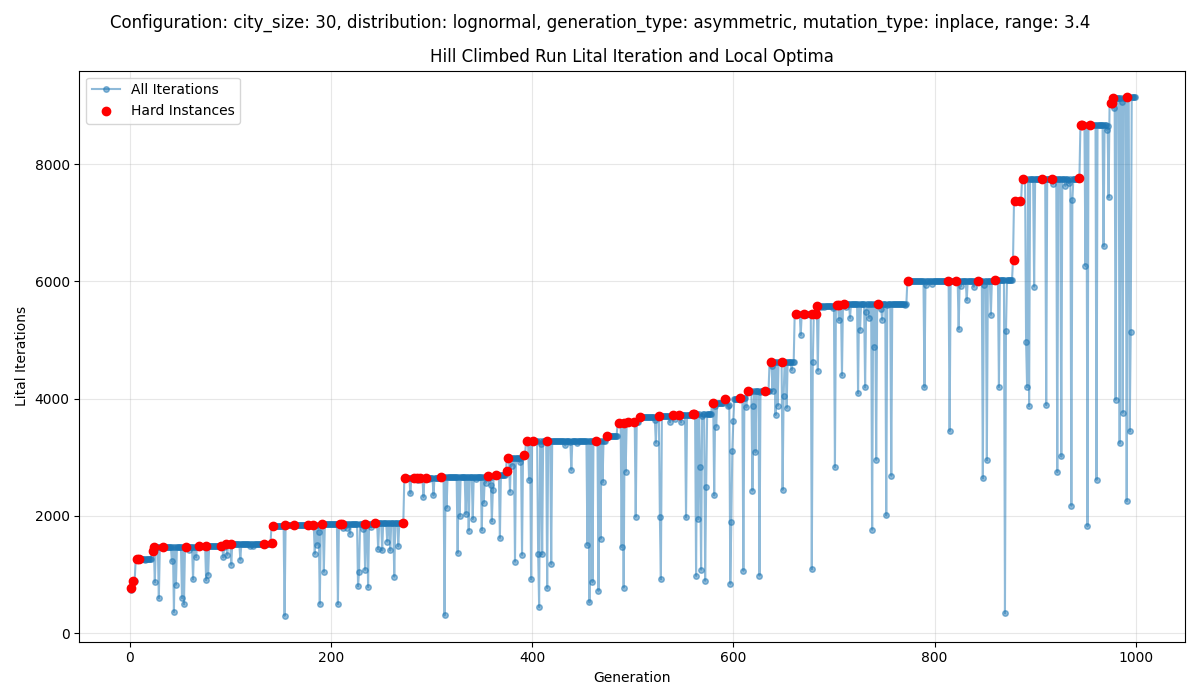 Configuration: city_size: 30, distribution: lognormal, generation_type: asymmetric, mutation_type: inplace, range: 3.4
Hill Climbed Run Lital Iteration and Local Optima
All Iterations
Hard Instances
Lital Iterations
8000
6000
4000
2000
0
0 200 400 600 800 1000
Generation